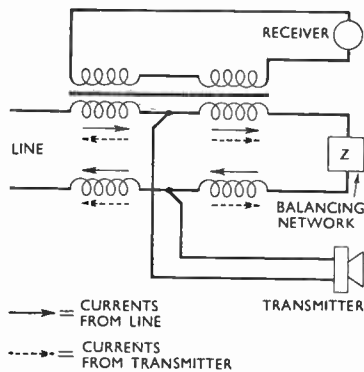 RECEIVER
LINE
Z
BALANCING
NETWORK
TRANSMITTER
= CURRENTS
FROM LINE
= CURRENTS
FROM TRANSMITTER